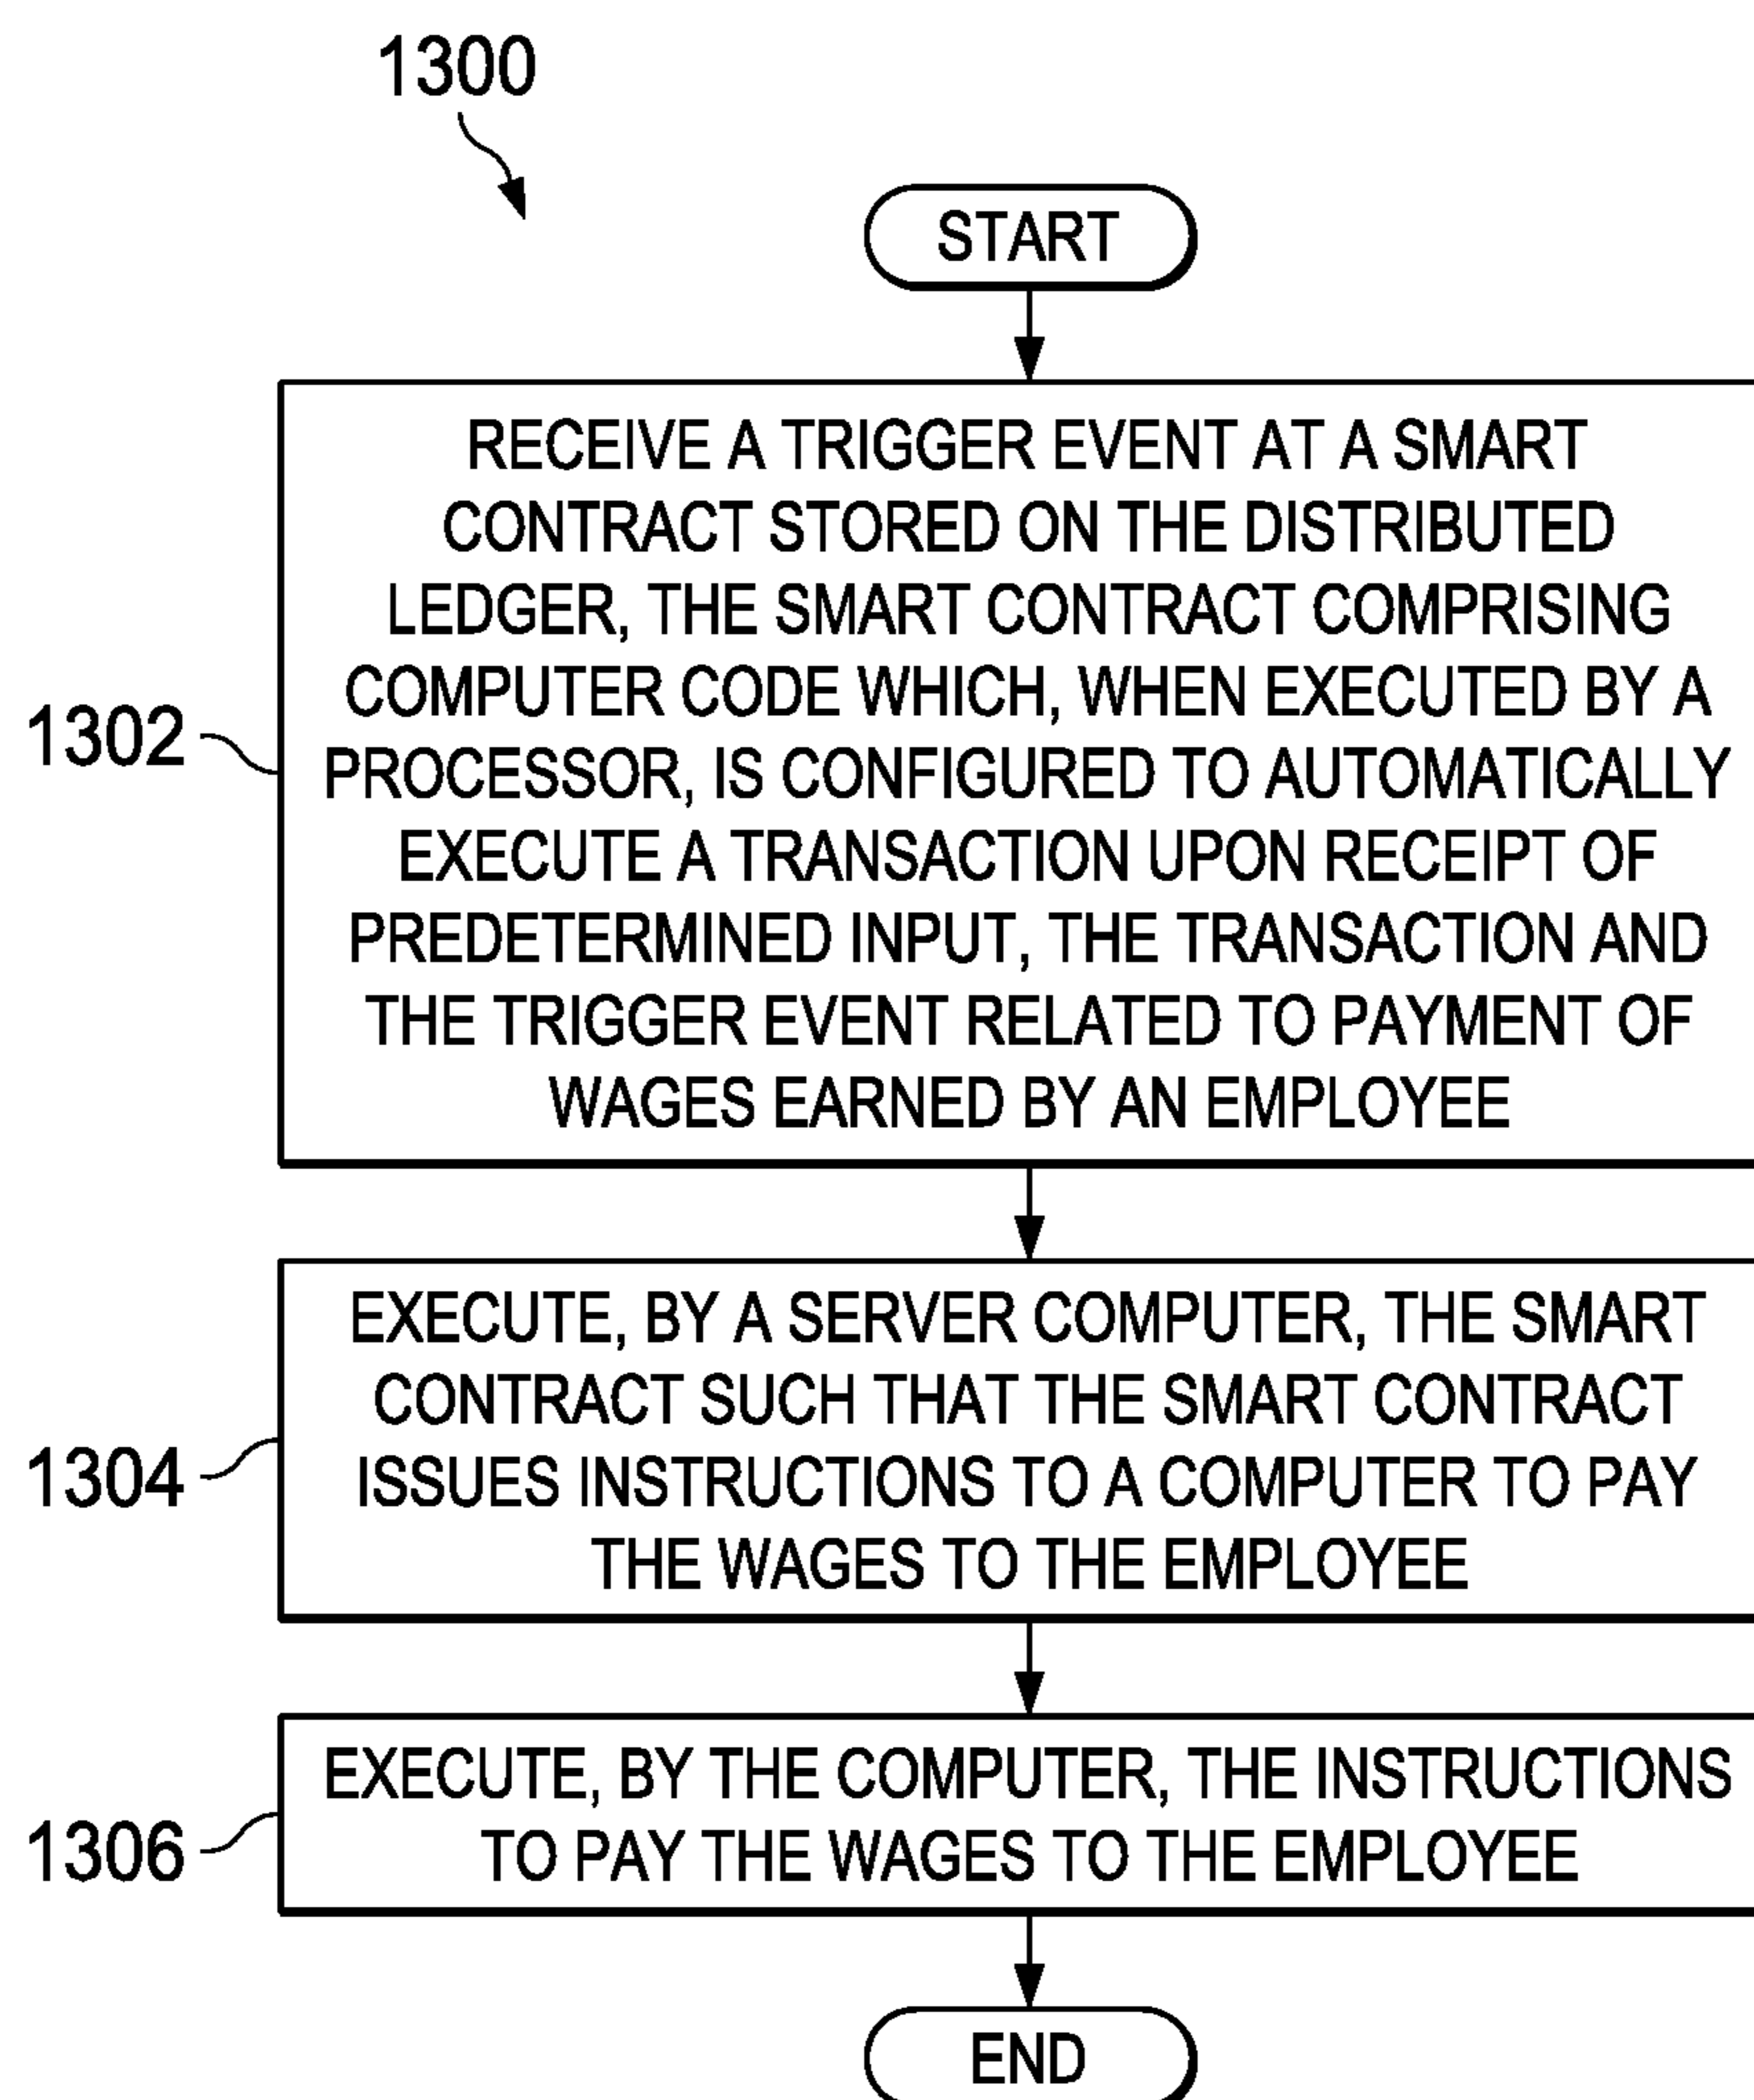 1300
START
RECEIVE A TRIGGER EVENT AT A SMART
CONTRACT STORED ON THE DISTRIBUTED
LEDGER, THE SMART CONTRACT COMPRISING
COMPUTER CODE WHICH, WHEN EXECUTED BY A
PROCESSOR, IS CONFIGURED TO AUTOMATICALLY
EXECUTE A TRANSACTION UPON RECEIPT OF
PREDETERMINED INPUT, THE TRANSACTION AND
THE TRIGGER EVENT RELATED TO PAYMENT OF
WAGES EARNED BY AN EMPLOYEE
1302
EXECUTE, BY A SERVER COMPUTER, THE SMART
CONTRACT SUCH THAT THE SMART CONTRACT
ISSUES INSTRUCTIONS TO A COMPUTER TO PAY
THE WAGES TO THE EMPLOYEE
1304
EXECUTE, BY THE COMPUTER, THE INSTRUCTIONS
TO PAY THE WAGES TO THE EMPLOYEE
1306
END